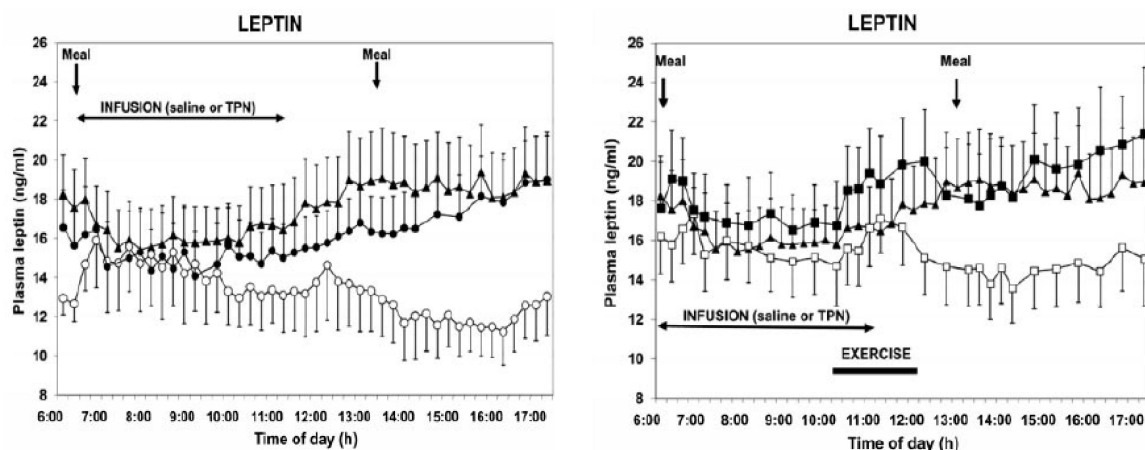 LEPTIN
Meal
Meal
INFUSION (saline or TPN)
Plasma leptin (ng/ml)
26
24
22
20
18
16
14
12
10
8
6:00 7:00 8:00 9:00 10:00 11:00 12:00 13:00 14:00 15:00 16:00 17:00
Time of day (h)
LEPTIN
Meal
Meal
INFUSION (saline or TPN)
EXERCISE
Plasma leptin (ng/ml)
26
24
22
20
18
16
14
12
10
8
6:00 7:00 8:00 9:00 10:00 11:00 12:00 13:00 14:00 15:00 16:00 17:00
Time of day (h)